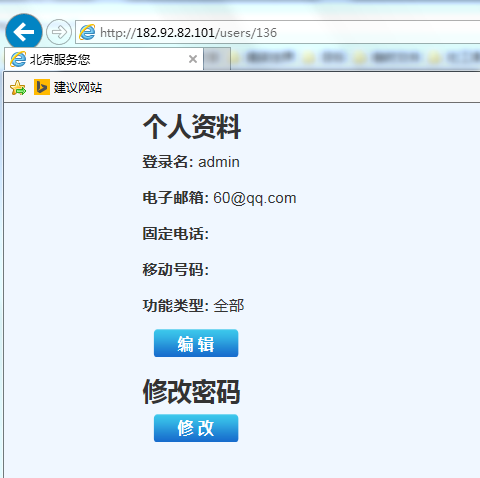 http://182.92.82.101/users/136
北京服务您
建议网站
个人资料
登录名: admin
电子邮箱: 60@qq.com
固定电话:
移动号码:
功能类型: 全部
编辑
修改密码
修改